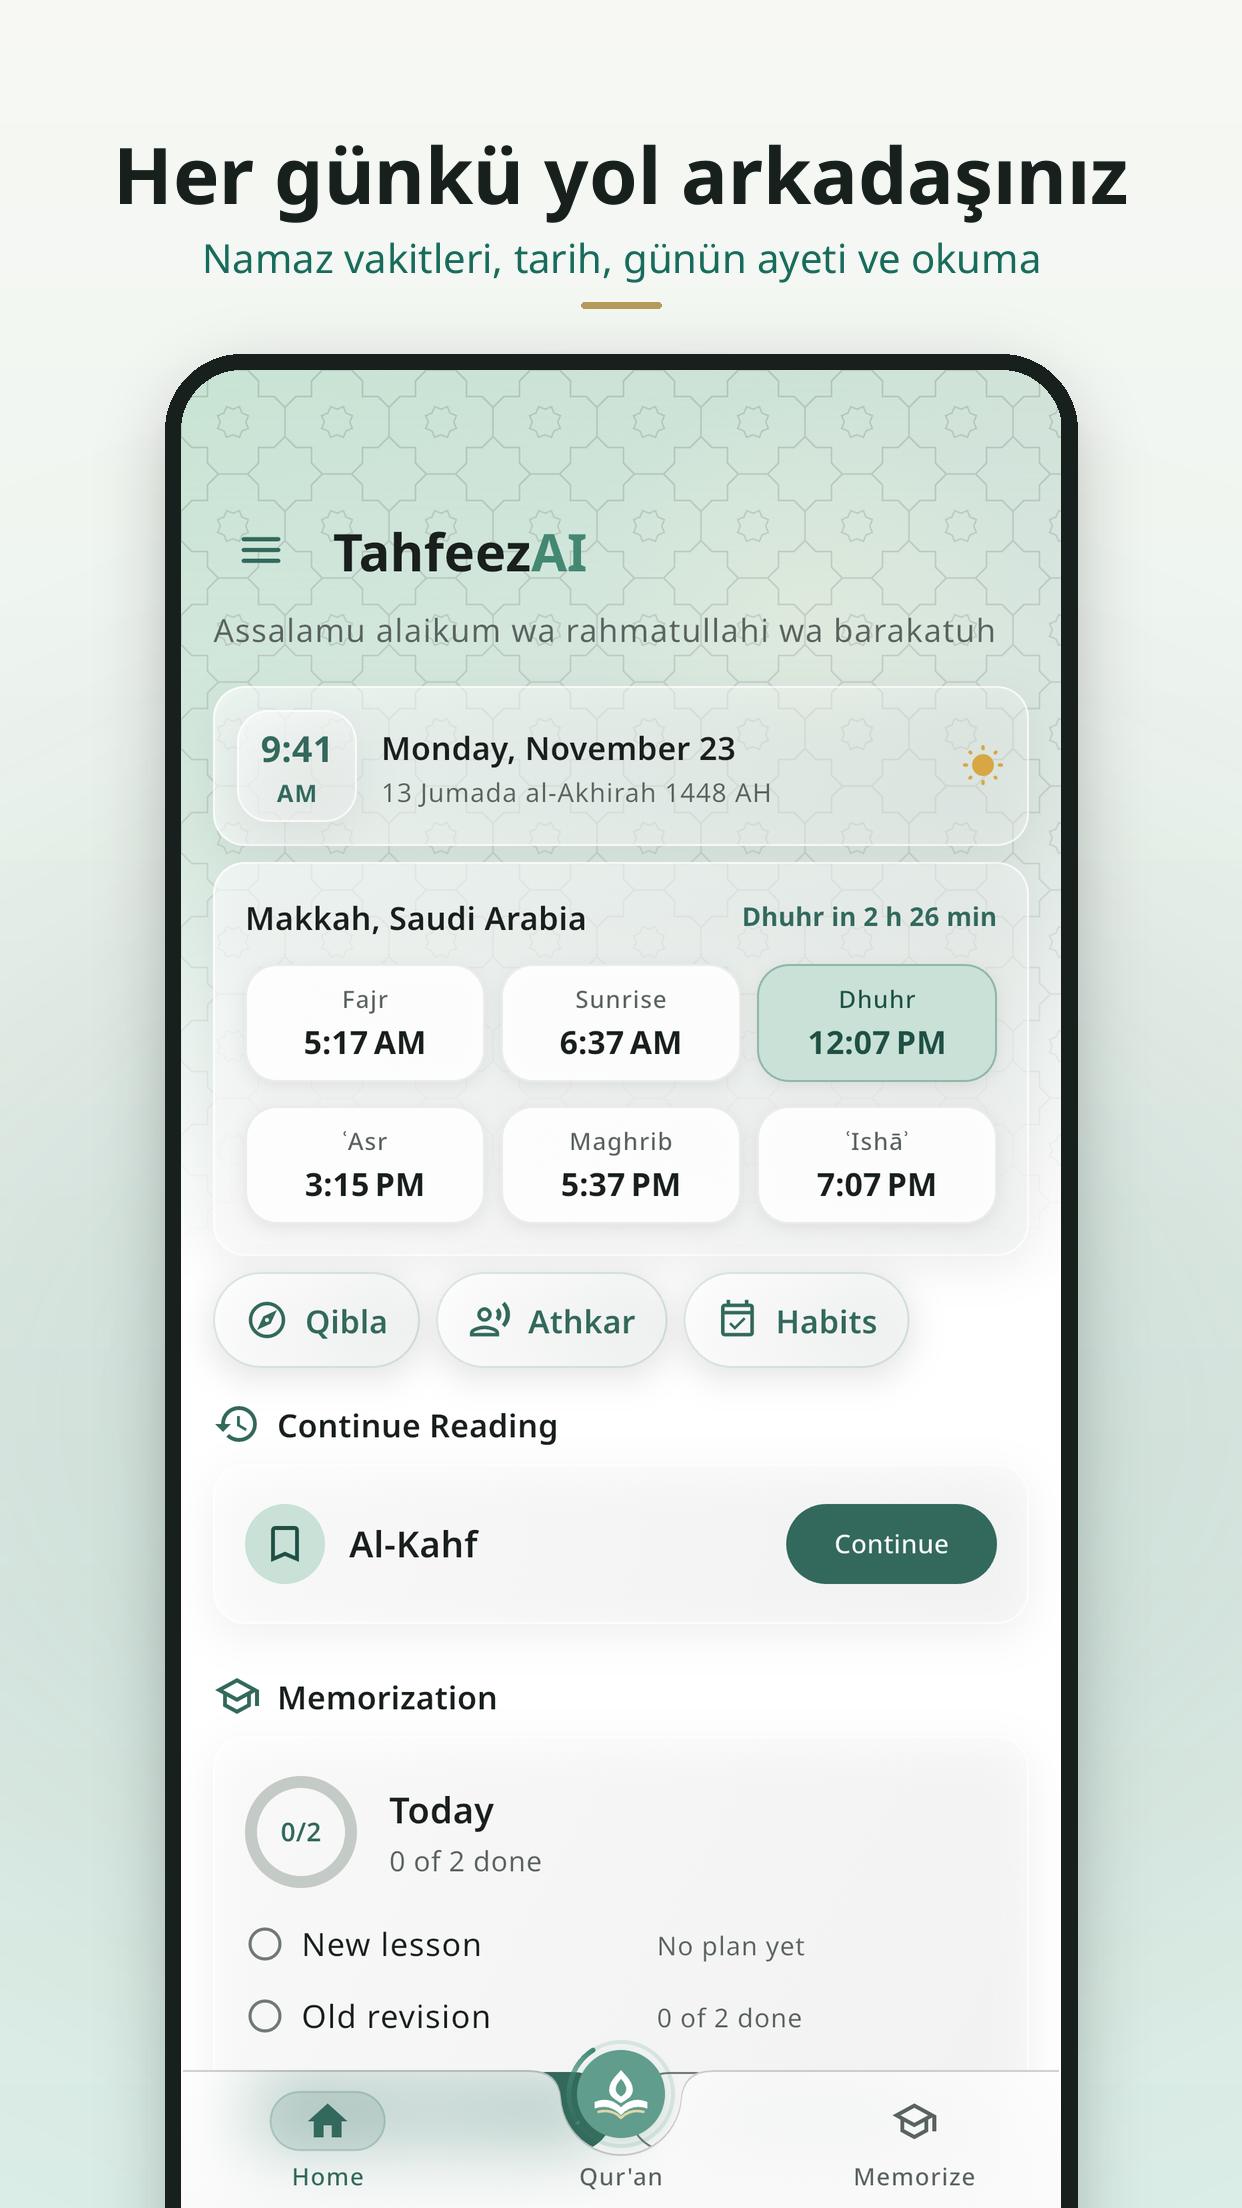 Her günkü yol arkadaşınız
Namaz vakitleri, tarih, günün ayeti ve okuma
TahfeezAI
Assalamu alaikum wa rahmatullahi wa barakatuh
9:41 AM
Monday, November 23
13 Jumada al-Akhirah 1448 AH
Makkah, Saudi Arabia
Dhuhr in 2 h 26 min
Fajr
5:17 AM
Sunrise
6:37 AM
Dhuhr
12:07 PM
ʿAsr
3:15 PM
Maghrib
5:37 PM
ʿIshāʾ
7:07 PM
Qibla
Athkar
Habits
Continue Reading
Al-Kahf
Continue
Memorization
0/2
Today
0 of 2 done
New lesson
No plan yet
Old revision
0 of 2 done
Home
Qur'an
Memorize